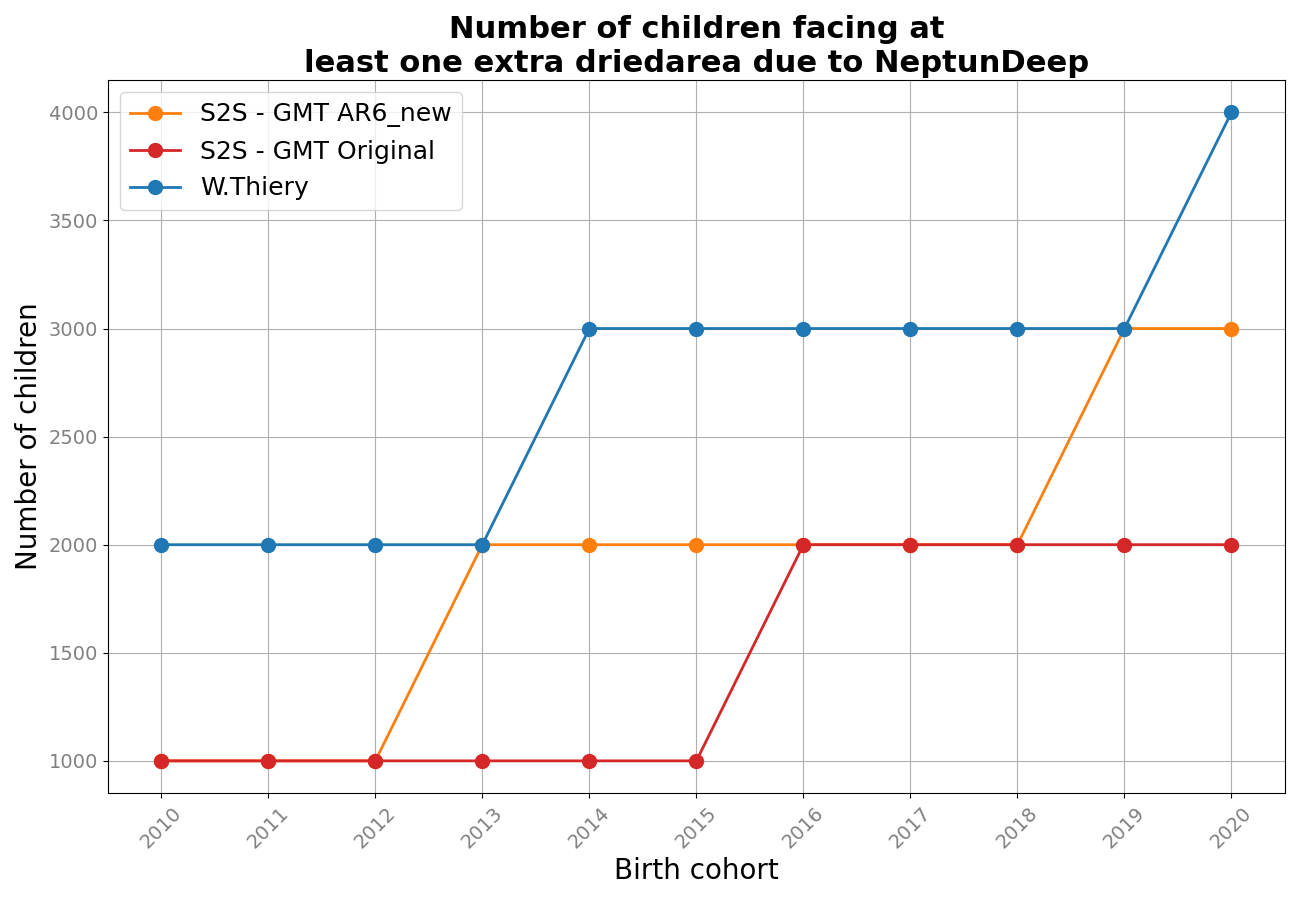 Number of children facing at
least one extra driedarea due to NeptunDeep
S2S - GMT AR6_new
S2S - GMT Original
W.Thiery
Number of children
4000
3500
3000
2500
2000
1500
1000
2010
2011
2012
2013
2014
2015
2016
2017
2018
2019
2020
Birth cohort